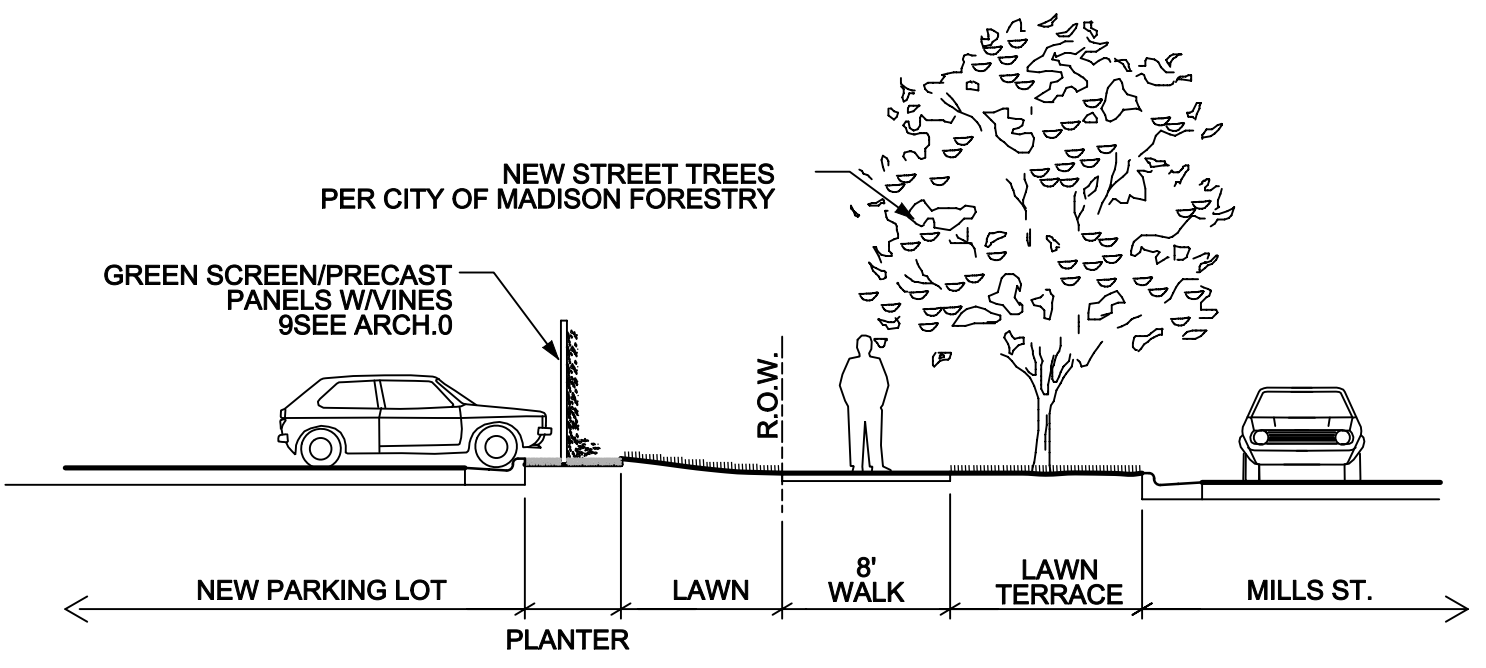 NEW STREET TREES
PER CITY OF MADISON FORESTRY
GREEN SCREEN/PRECAST
PANELS W/VINES
9SEE ARCH.0
R.O.W.
NEW PARKING LOT
PLANTER
LAWN
8'
WALK
LAWN
TERRACE
MILLS ST.